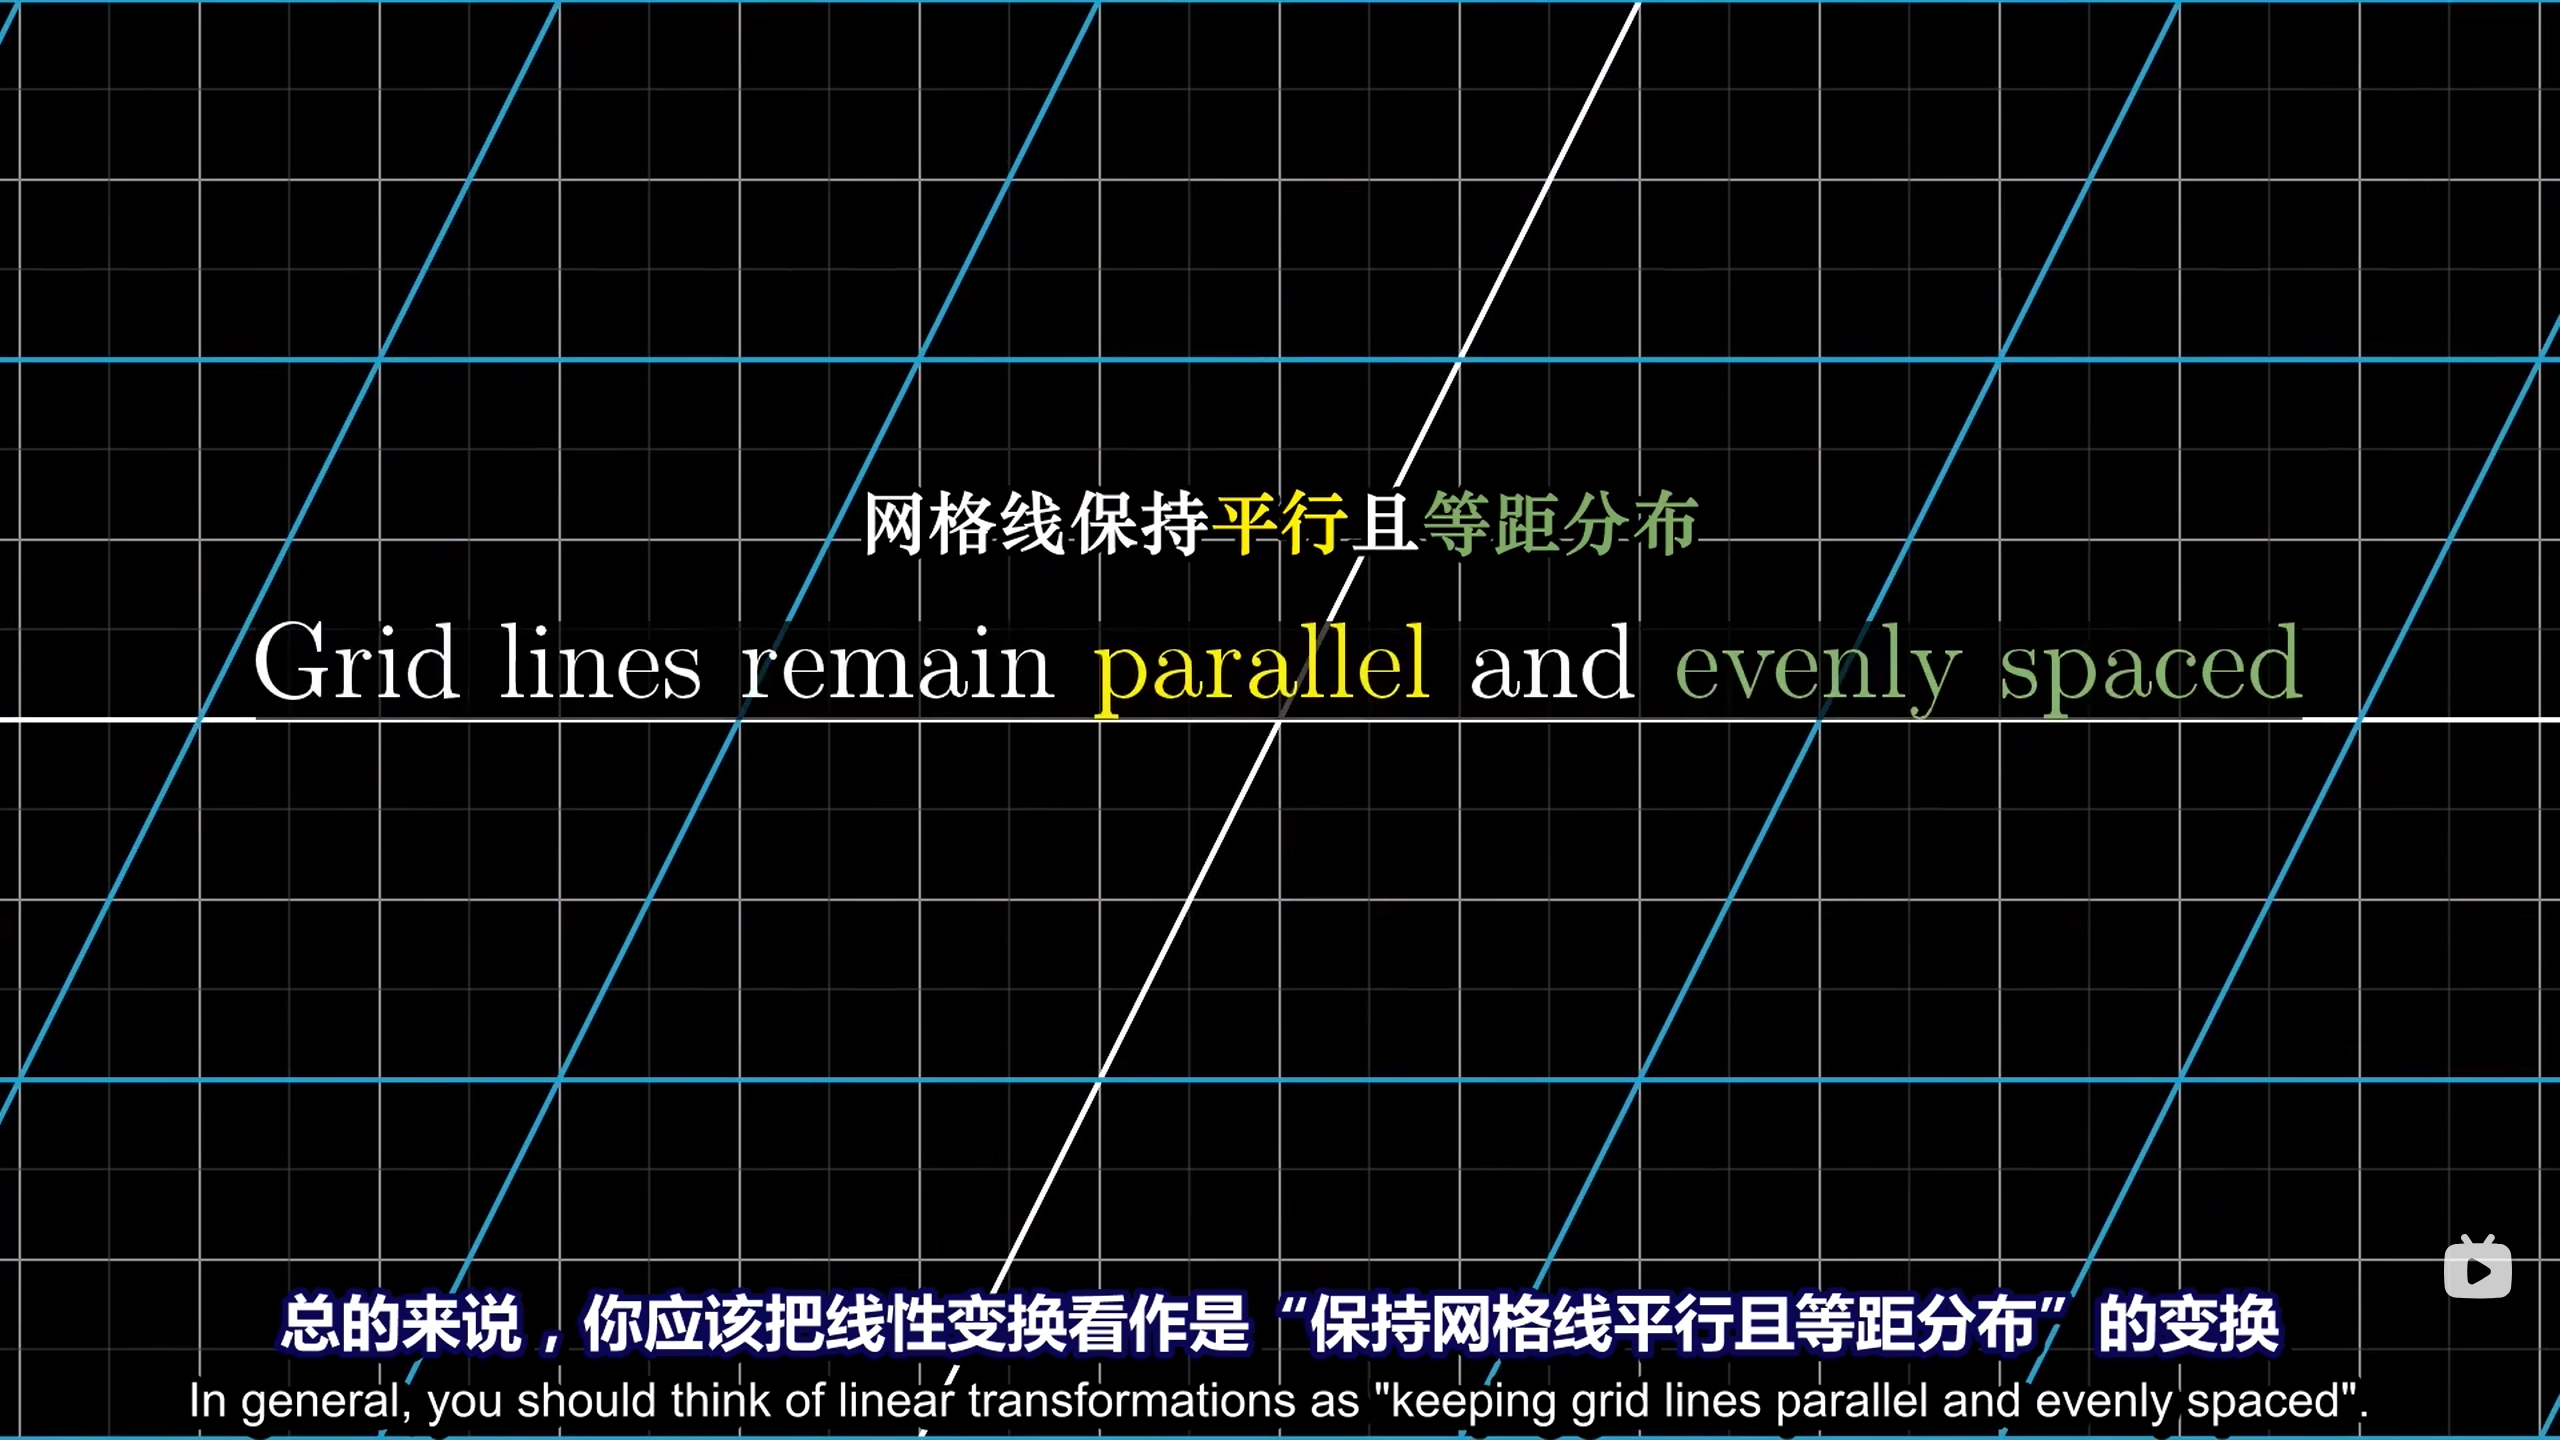 网格线保持平行且等距分布
Grid lines remain parallel and evenly spaced
总的来说，你应该把线性变换看作是“保持网格线平行且等距分布”的变换
In general, you should think of linear transformations as "keeping grid lines parallel and evenly spaced".